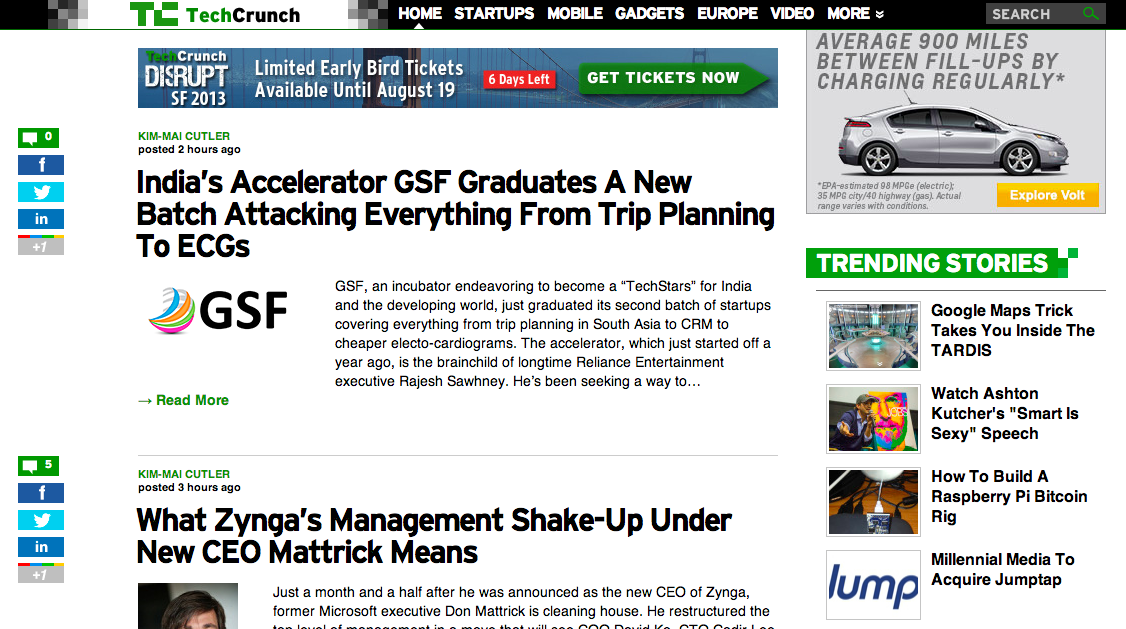 TechCrunch
HOME STARTUPS MOBILE GADGETS EUROPE VIDEO MORE
SEARCH
TechCrunch
DISRUPT
SF 2013
Limited Early Bird Tickets
Available Until August 19
6 Days Left
GET TICKETS NOW
AVERAGE 900 MILES
BETWEEN FILL-UPS BY
CHARGING REGULARLY*
*EPA-estimated 98 MPGe (electric);
35 MPG city/40 highway (gas). Actual
range varies with conditions.
Explore Volt
0
f
in
+1
KIM-MAI CUTLER
posted 2 hours ago
India's Accelerator GSF Graduates A New
Batch Attacking Everything From Trip Planning
To ECGs
GSF
GSF, an incubator endeavoring to become a “TechStars” for India
and the developing world, just graduated its second batch of startups
covering everything from trip planning in South Asia to CRM to
cheaper electo-cardiograms. The accelerator, which just started off a
year ago, is the brainchild of longtime Reliance Entertainment
executive Rajesh Sawhney. He’s been seeking a way to…
→ Read More
5
f
in
+1
KIM-MAI CUTLER
posted 3 hours ago
What Zynga's Management Shake-Up Under
New CEO Mattrick Means
Just a month and a half after he was announced as the new CEO of Zynga,
former Microsoft executive Don Mattrick is cleaning house. He restructured the
TRENDING STORIES
Google Maps Trick
Takes You Inside The
TARDIS
Watch Ashton
Kutcher's "Smart Is
Sexy" Speech
How To Build A
Raspberry Pi Bitcoin
Rig
lump
Millennial Media To
Acquire Jumptap